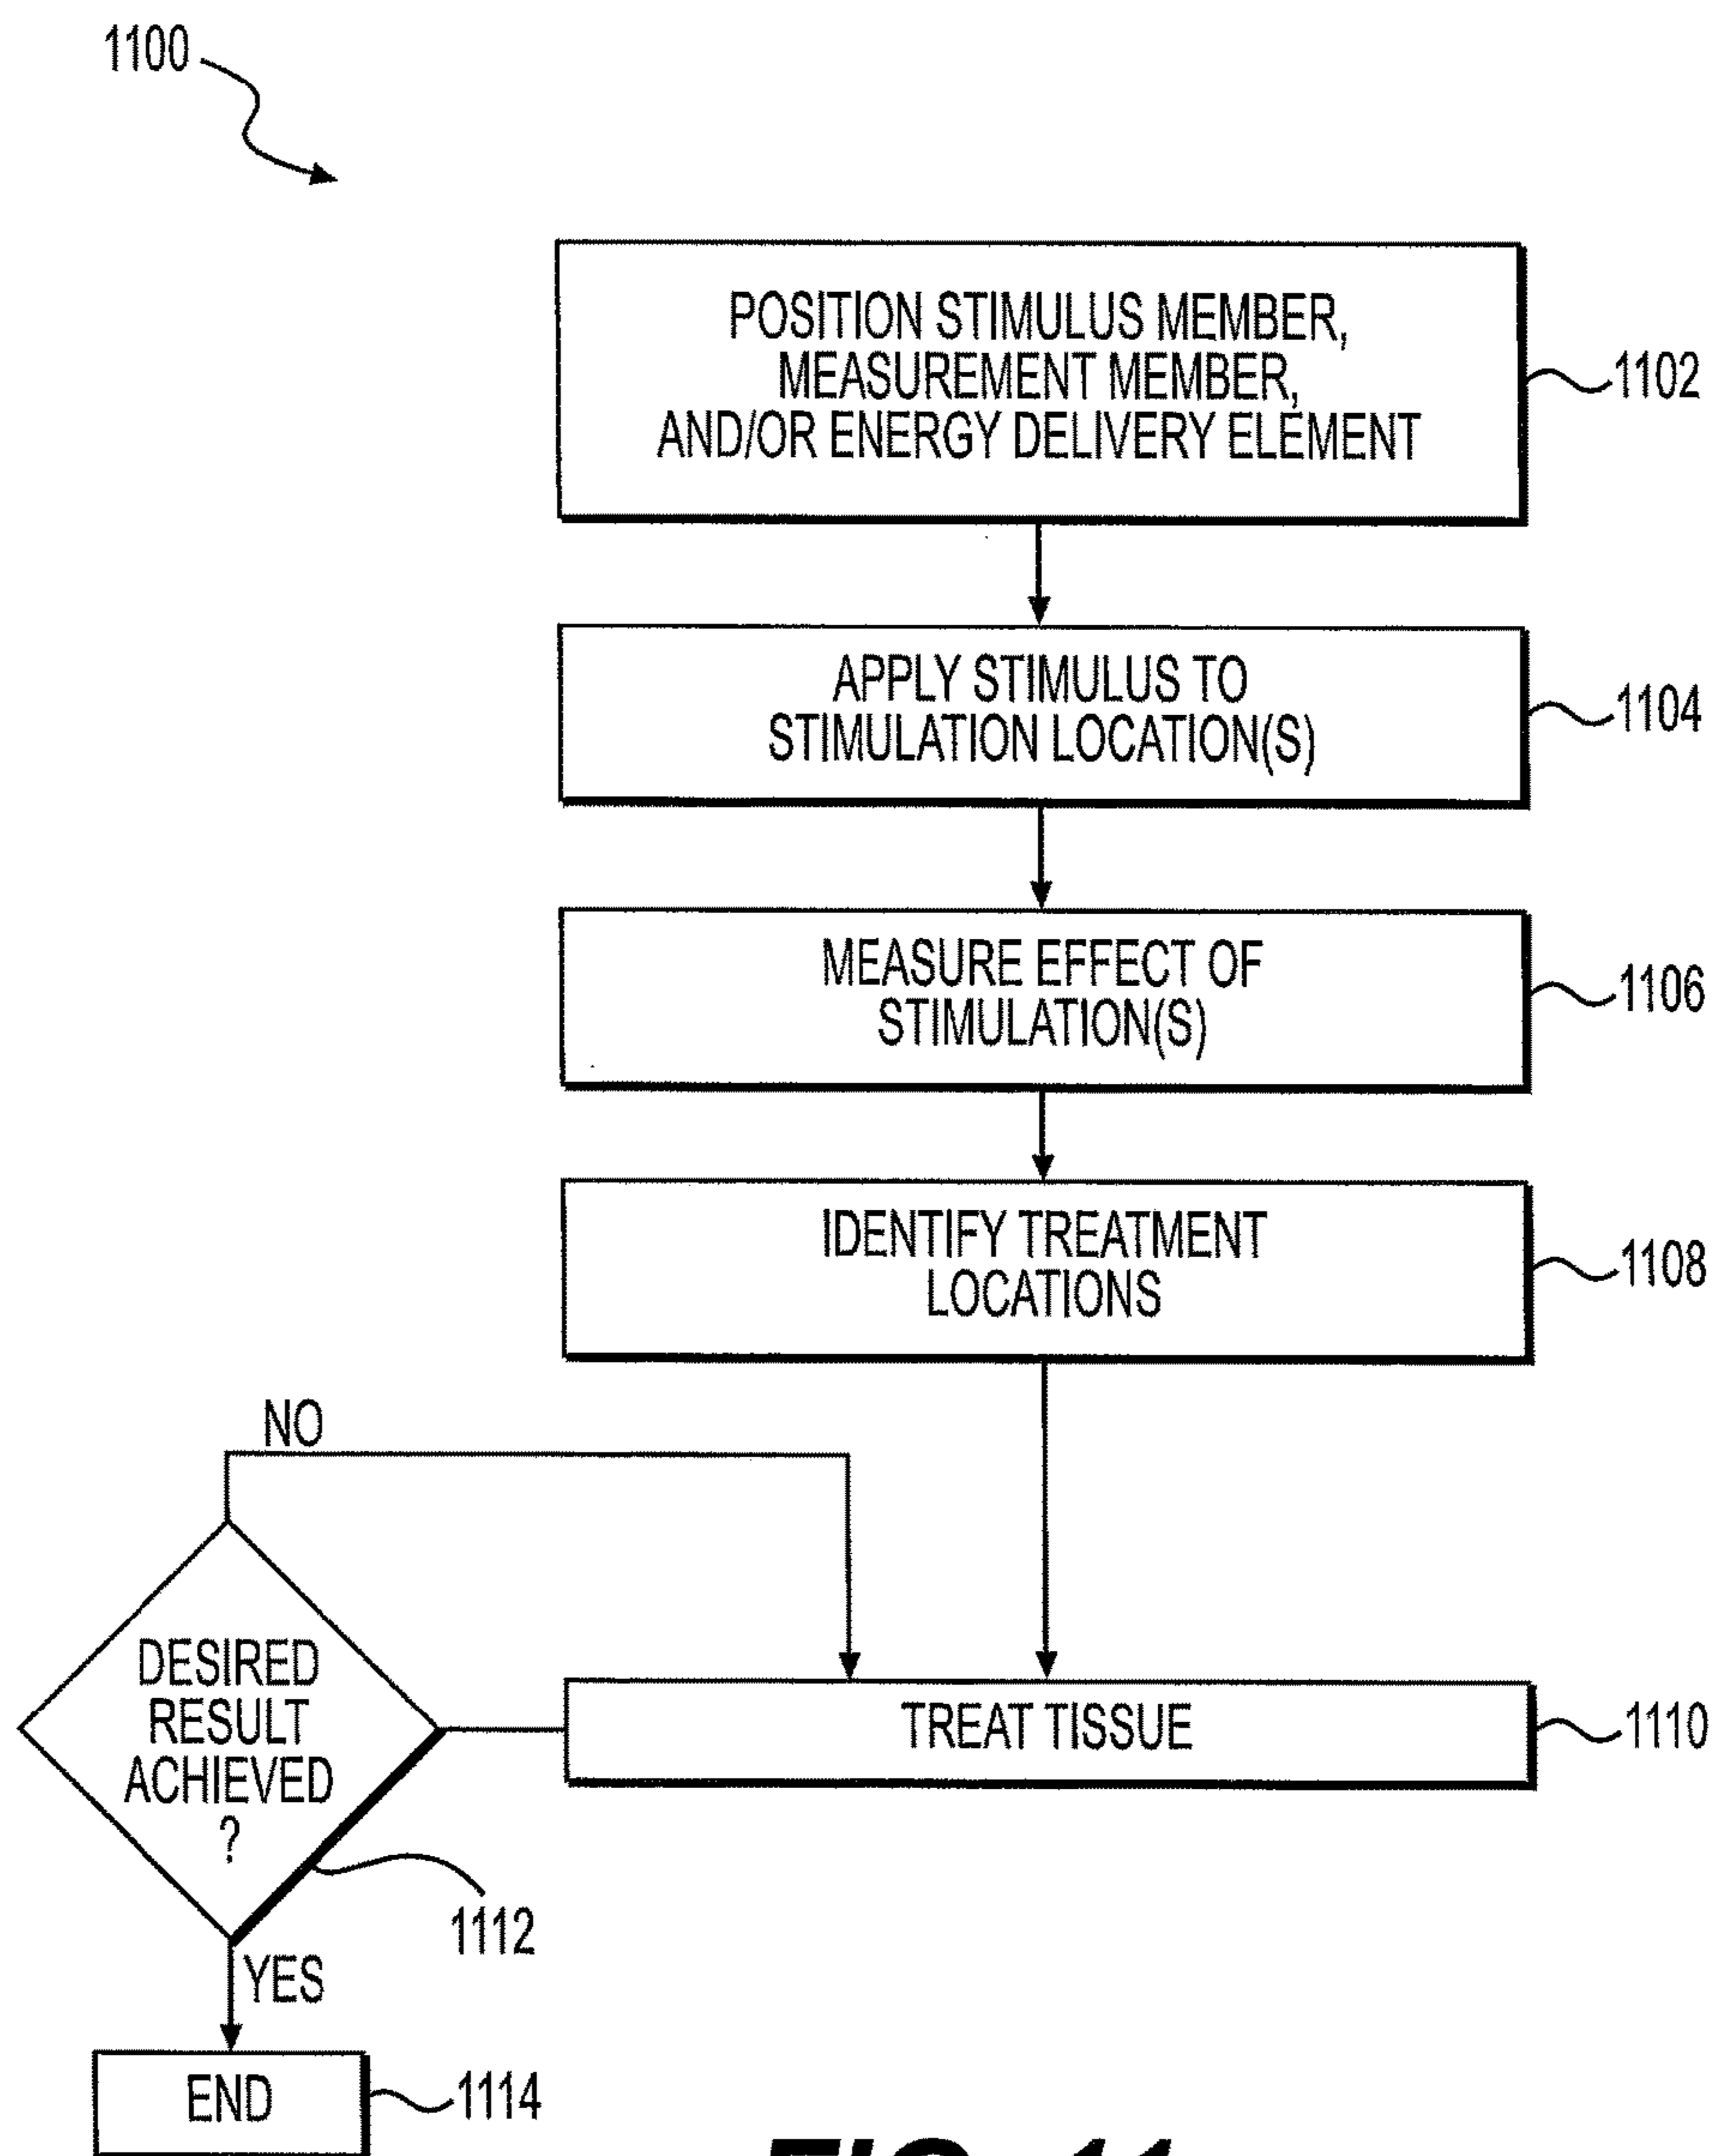 1100
POSITION STIMULUS MEMBER,
MEASUREMENT MEMBER,
AND/OR ENERGY DELIVERY ELEMENT
1102
APPLY STIMULUS TO
STIMULATION LOCATION(S)
1104
MEASURE EFFECT OF
STIMULATION(S)
1106
IDENTIFY TREATMENT
LOCATIONS
1108
NO
DESIRED
RESULT
ACHIEVED
?
TREAT TISSUE
1110
1112
YES
END
1114
FIG. 11